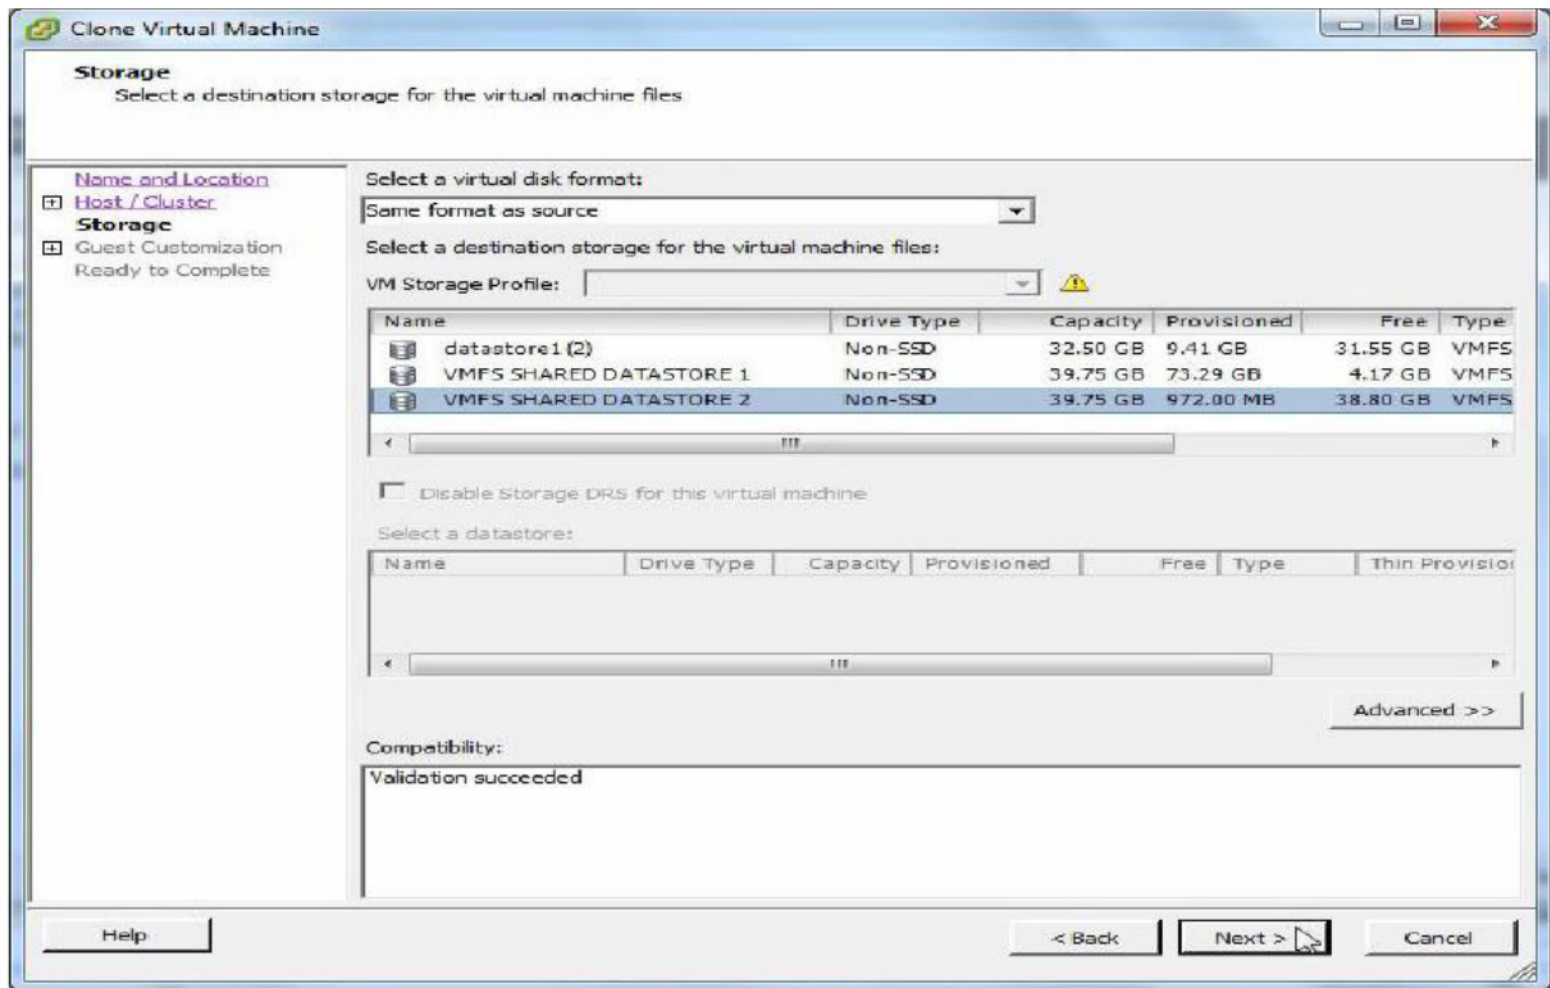 Clone Virtual Machine
Storage
Select a destination storage for the virtual machine files
Name and Location
Host / Cluster
Storage
Guest Customization
Ready to Complete
Select a virtual disk format:
Same format as source
Select a destination storage for the virtual machine files:
VM Storage Profile:
Name Drive Type Capacity Provisioned Free Type
datastore1 (2) Non-SSD 32.50 GB 9.41 GB 31.55 GB VMFS
VMFS SHARED DATASTORE 1 Non-SSD 39.75 GB 73.29 GB 4.17 GB VMFS
VMFS SHARED DATASTORE 2 Non-SSD 39.75 GB 972.00 MB 38.80 GB VMFS
Disable Storage DRS for this virtual machine
Select a datastore:
Name Drive Type Capacity Provisioned Free Type Thin Provision
Advanced >>
Compatibility:
Validation succeeded
Help < Back Next > Cancel